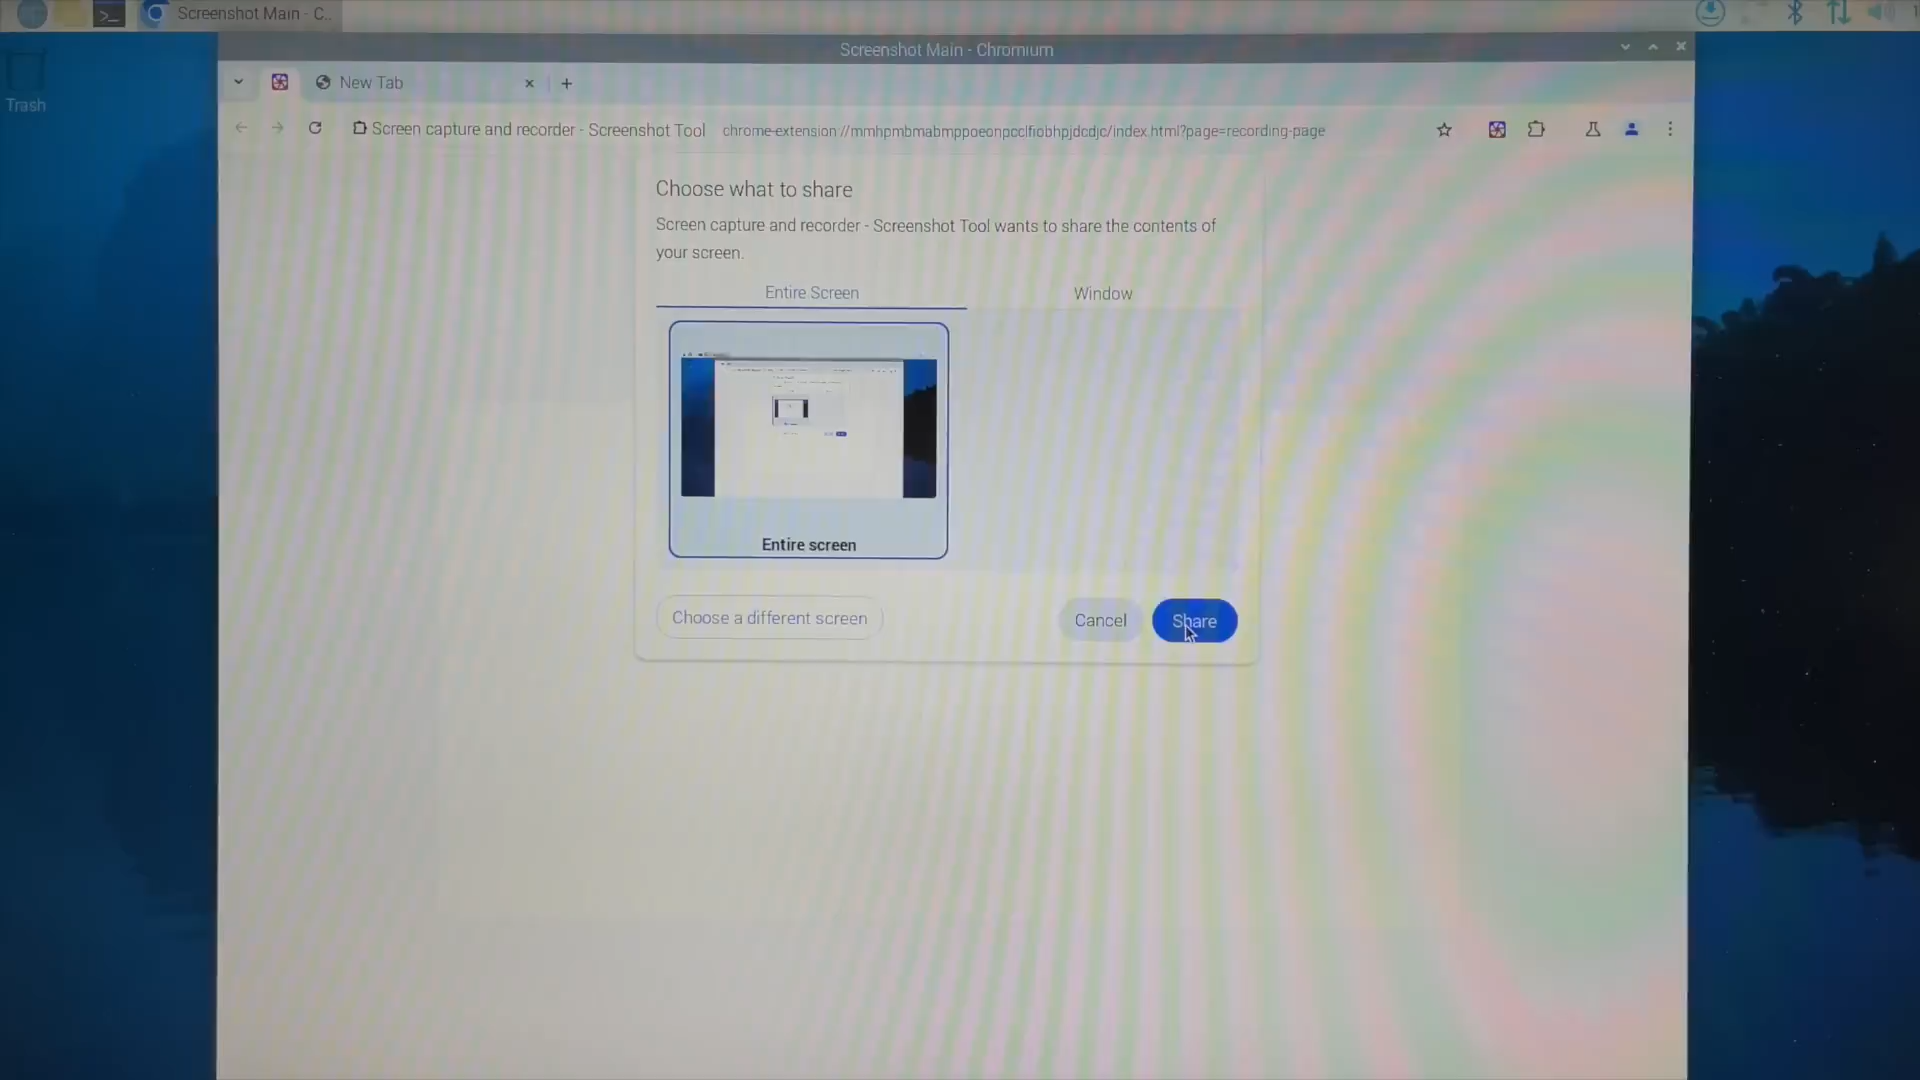 Screenshot Main - C..
Screenshot Main - Chromium
New Tab
Trash
Screen capture and recorder - Screenshot Tool
chrome-extension://mmhpmbmabmppoeonpcclfiobhpjdcdjc/index.html?page=recording-page
Choose what to share
Screen capture and recorder - Screenshot Tool wants to share the contents of
your screen.
Entire Screen
Window
Entire screen
Choose a different screen
Cancel
Share